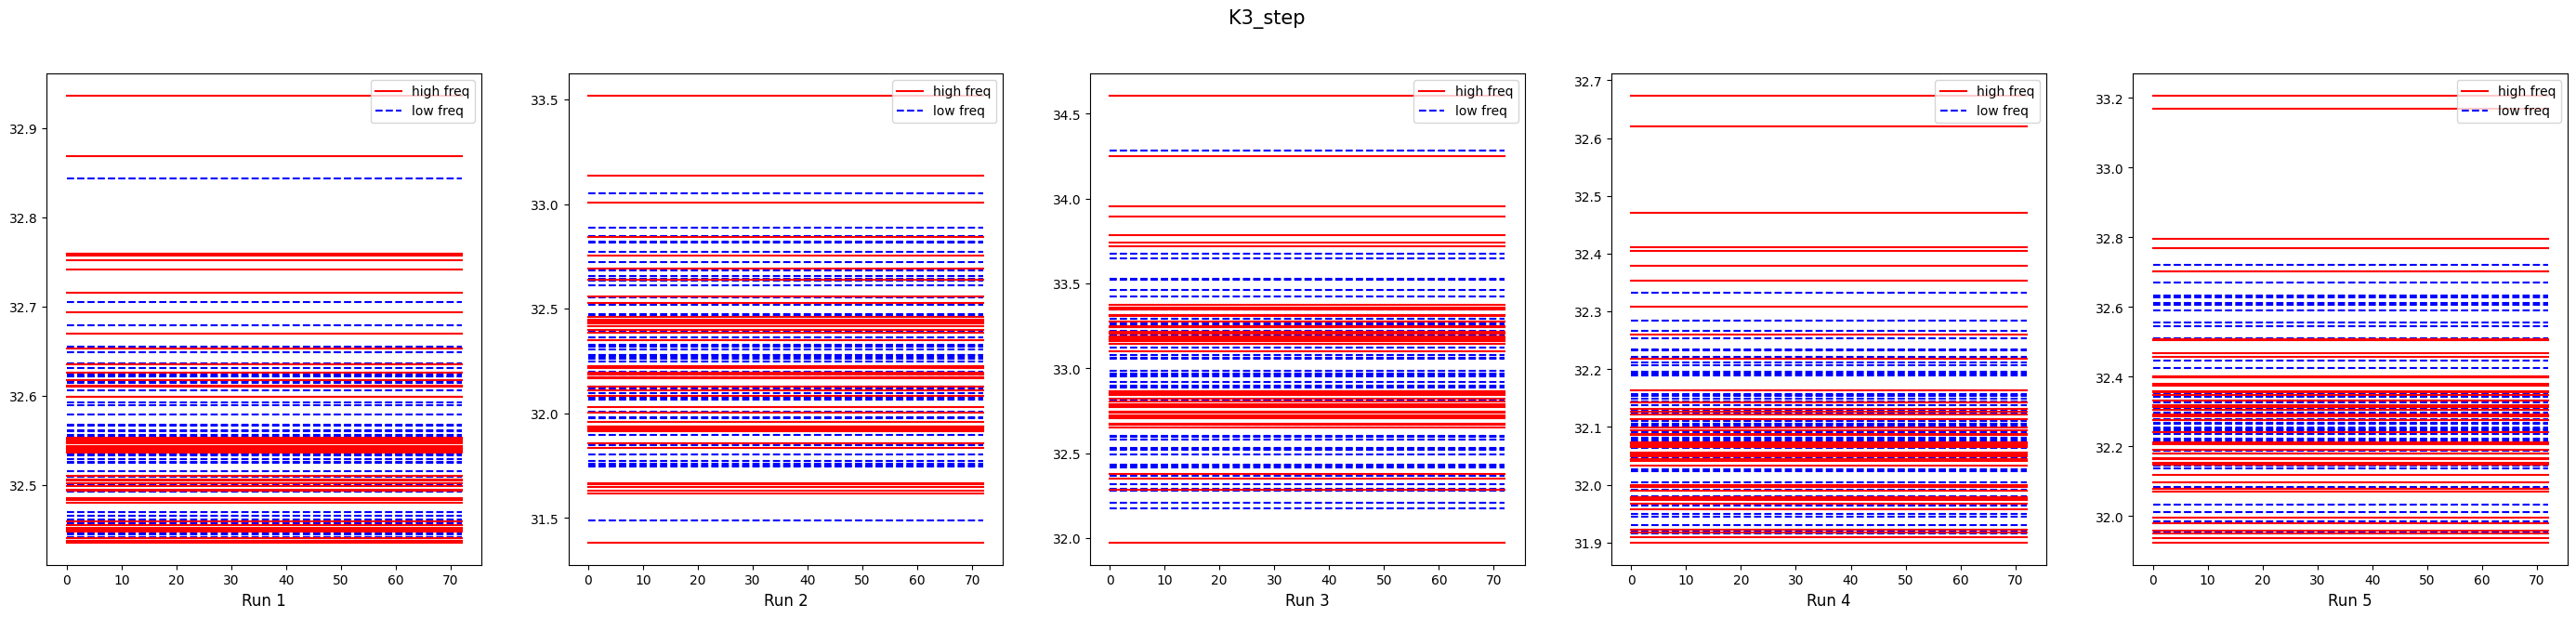 K3_step
high freq
low freq
32.9
32.8
32.7
32.6
32.5
0 10 20 30 40 50 60 70
Run 1
high freq
low freq
33.5
33.0
32.5
32.0
31.5
0 10 20 30 40 50 60 70
Run 2
high freq
low freq
34.5
34.0
33.5
33.0
32.5
32.0
0 10 20 30 40 50 60 70
Run 3
high freq
low freq
32.7
32.6
32.5
32.4
32.3
32.2
32.1
32.0
31.9
0 10 20 30 40 50 60 70
Run 4
high freq
low freq
33.2
33.0
32.8
32.6
32.4
32.2
32.0
0 10 20 30 40 50 60 70
Run 5